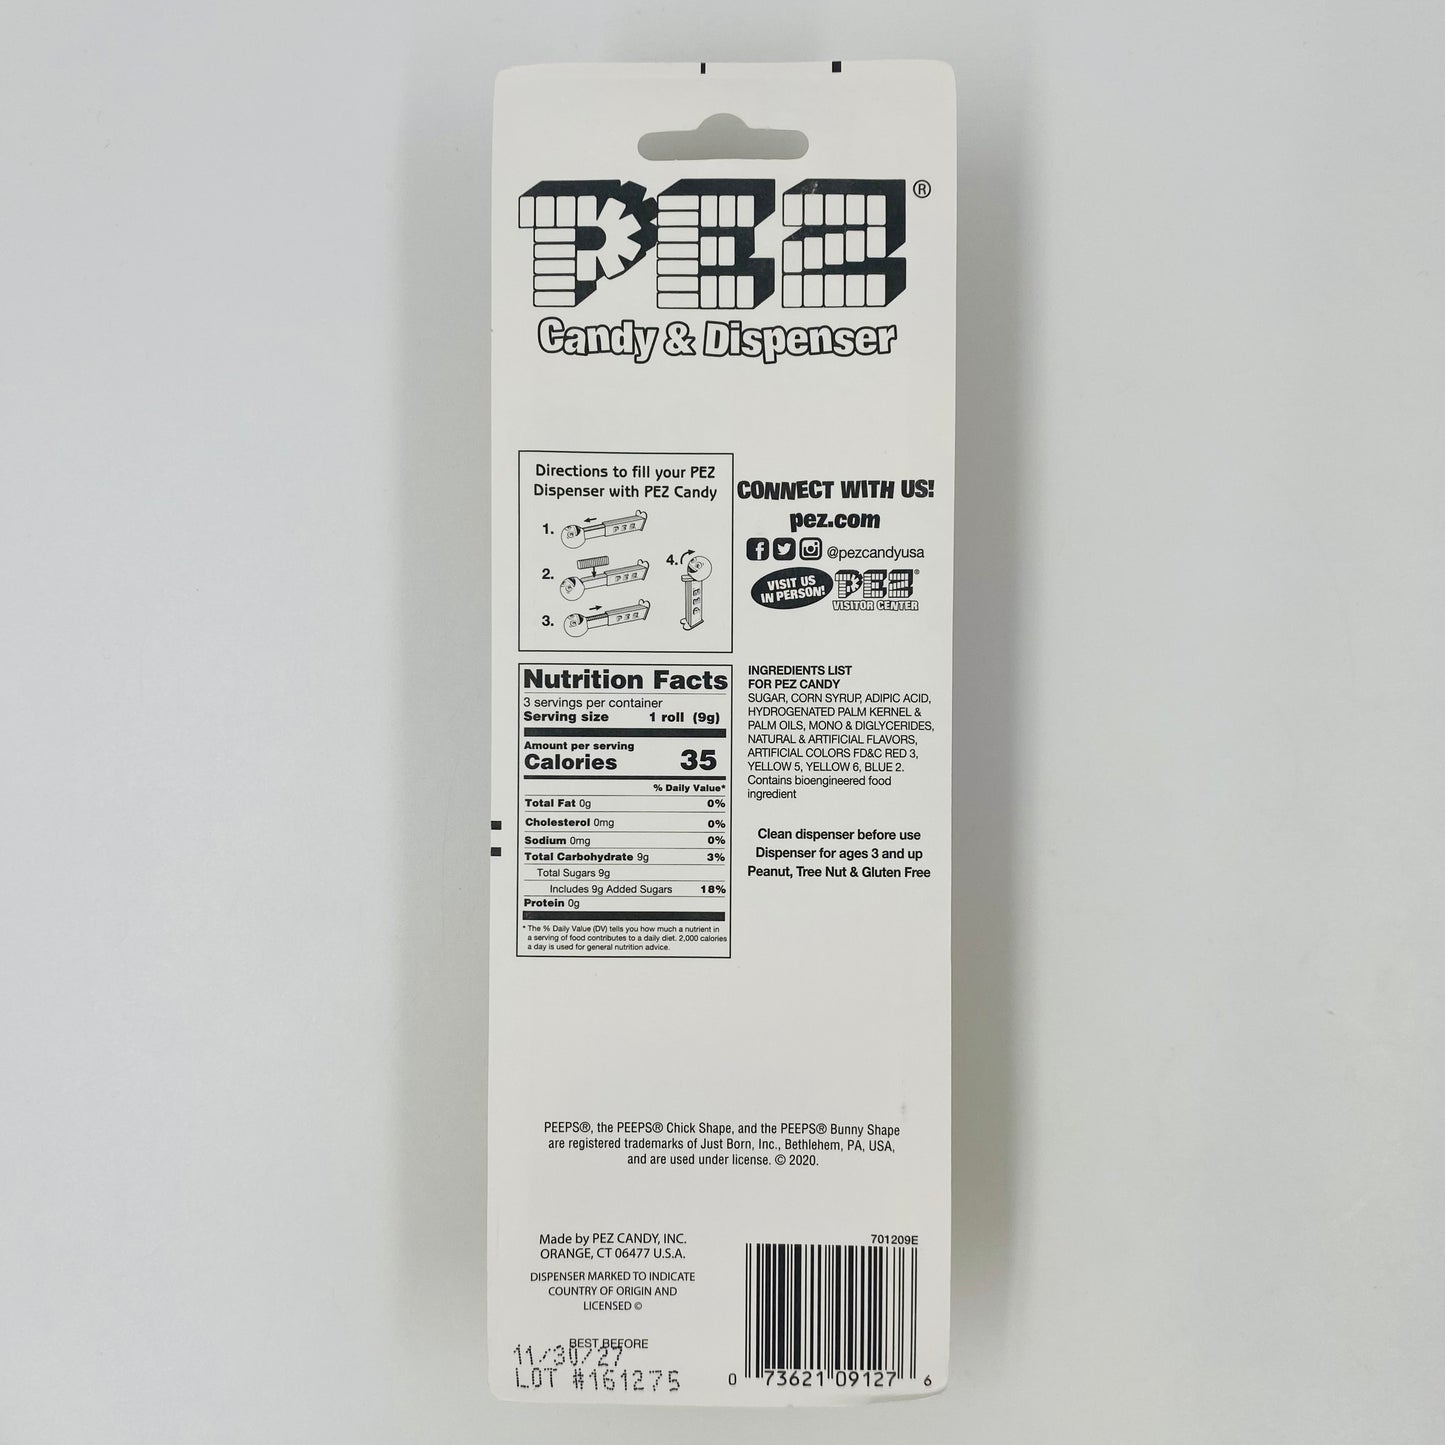 PEZ®
Candy & Dispenser
Directions to fill your PEZ
Dispenser with PEZ Candy
1.
PEZ
2.
PEZ
3.
PEZ
4.
PEZ
CONNECT WITH US!
pez.com
@pezcandyusa
VISIT US
IN PERSON!
PEZ®
VISITOR CENTER
Nutrition Facts
3 servings per container
Serving size 1 roll (9g)
Amount per serving
Calories 35
% Daily Value*
Total Fat 0g 0%
Cholesterol 0mg 0%
Sodium 0mg 0%
Total Carbohydrate 9g 3%
Total Sugars 9g
Includes 9g Added Sugars 18%
Protein 0g
* The % Daily Value (DV) tells you how much a nutrient in
a serving of food contributes to a daily diet. 2,000 calories
a day is used for general nutrition advice.
INGREDIENTS LIST
FOR PEZ CANDY
SUGAR, CORN SYRUP, ADIPIC ACID,
HYDROGENATED PALM KERNEL &
PALM OILS, MONO & DIGLYCERIDES,
NATURAL & ARTIFICIAL FLAVORS,
ARTIFICIAL COLORS FD&C RED 3,
YELLOW 5, YELLOW 6, BLUE 2.
Contains bioengineered food
ingredient
Clean dispenser before use
Dispenser for ages 3 and up
Peanut, Tree Nut & Gluten Free
PEEPS®, the PEEPS® Chick Shape, and the PEEPS® Bunny Shape
are registered trademarks of Just Born, Inc., Bethlehem, PA, USA,
and are used under license. © 2020.
Made by PEZ CANDY, INC.
ORANGE, CT 06477 U.S.A.
DISPENSER MARKED TO INDICATE
COUNTRY OF ORIGIN AND
LICENSED ©
BEST BEFORE
11/30/27
LOT #161275
701209E
0 73621 09127 6